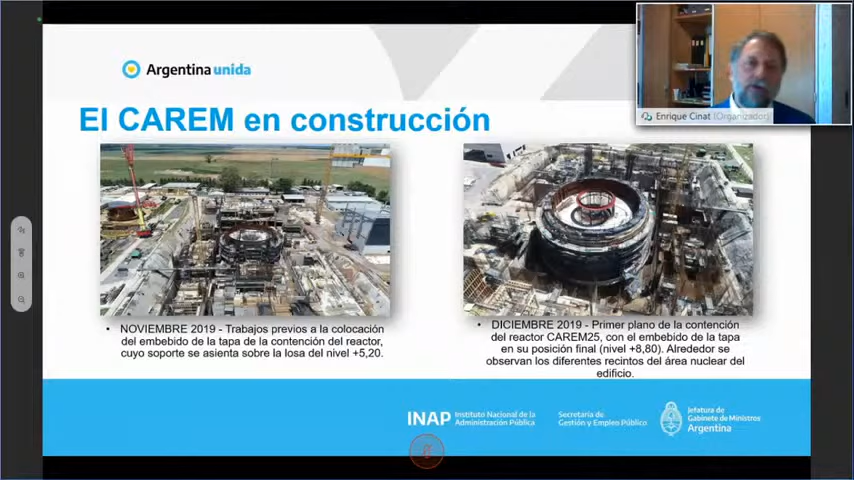 Argentina unida
Enrique Cinat (Organizador)
El CAREM en construcción
• NOVIEMBRE 2019 - Trabajos previos a la colocación
del embebido de la tapa de la contención del reactor,
cuyo soporte se asienta sobre la losa del nivel +5,20.
• DICIEMBRE 2019 - Primer plano de la contención
del reactor CAREM25, con el embebido de la tapa
en su posición final (nivel +8,80). Alrededor se
observan los diferentes recintos del área nuclear del
edificio.
INAP Instituto Nacional de la
Administración Pública
Secretaría de
Gestión y Empleo Público
Jefatura de
Gabinete de Ministros
Argentina